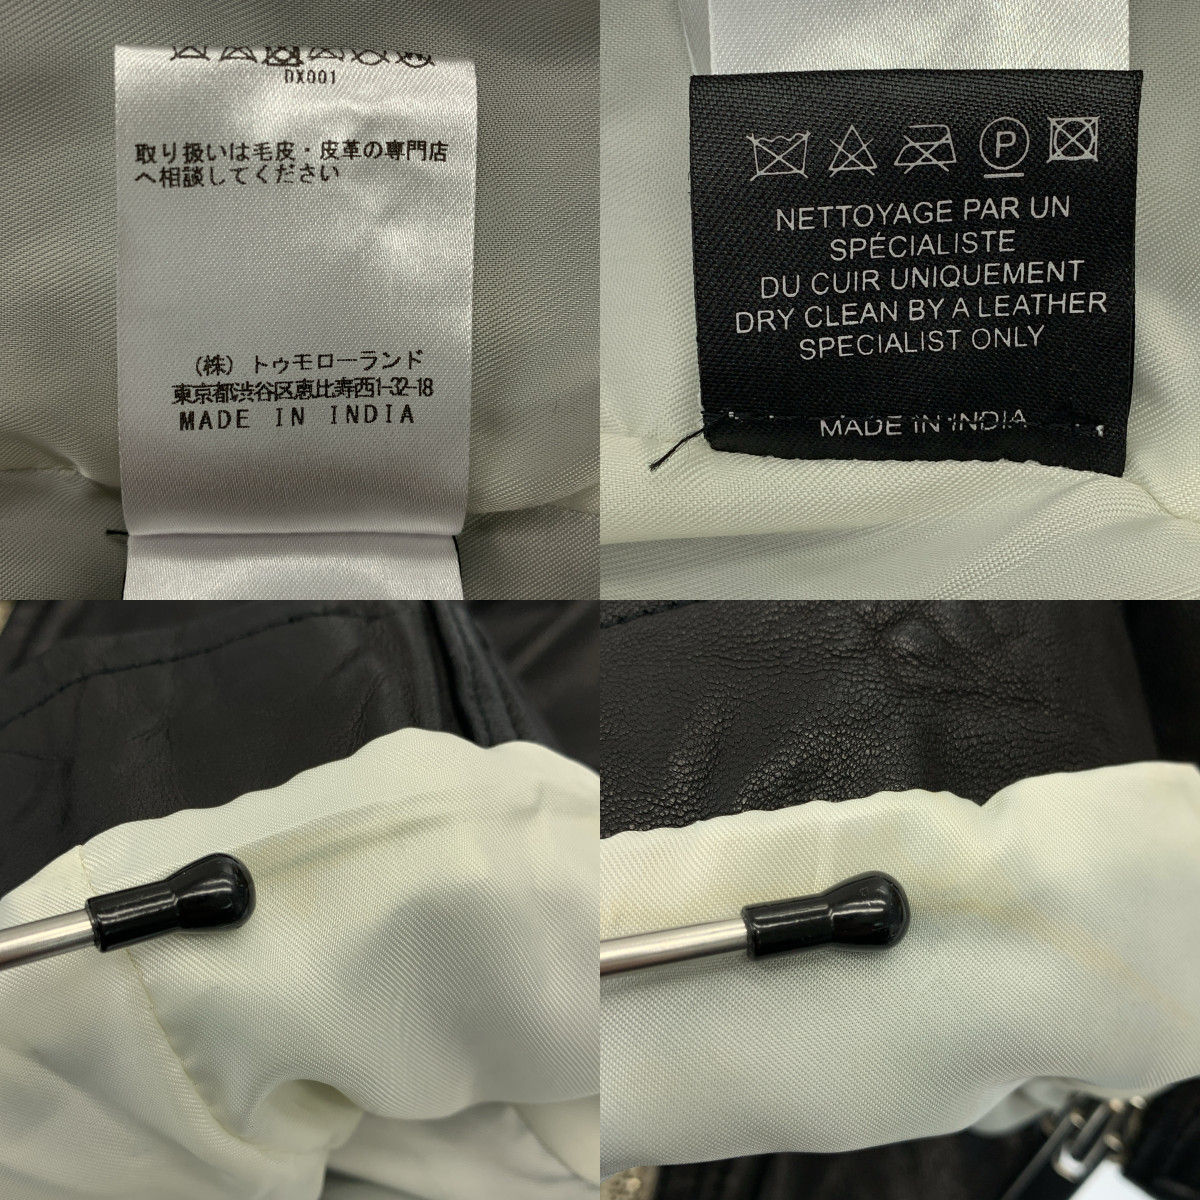 DX001
取り扱いは毛皮・皮革の専門店
へ相談してください
(株) トゥモローランド
東京都渋谷区恵比寿西1-32-18
MADE IN INDIA
P
NETTOYAGE PAR UN
SPÉCIALISTE
DU CUIR UNIQUEMENT
DRY CLEAN BY A LEATHER
SPECIALIST ONLY
MADE IN INDIA